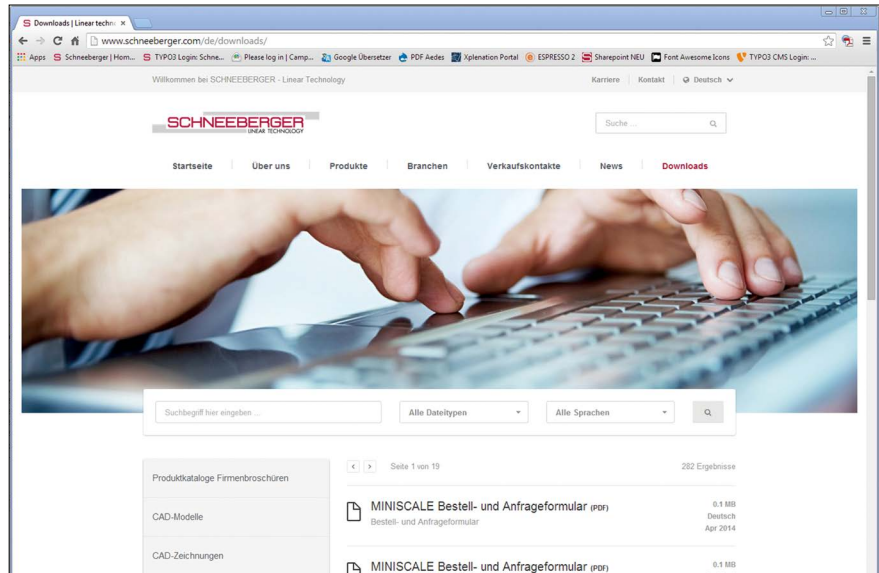 Downloads | Linear techn
www.schneeberger.com/de/downloads/
Apps Schneeberger | Hom... TYPO3 Login: Schne... Please log in | Camp... Google Übersetzer PDF Aedes Xplenation Portal ESPRESSO 2 Sharepoint NEU Font Awesome Icons TYPO3 CMS Login: ...
Willkommen bei SCHNEEBERGER - Linear Technology Karriere Kontakt Deutsch
SCHNEEBERGER
LINEAR TECHNOLOGY
Suche ...
Startseite Über uns Produkte Branchen Verkaufskontakte News Downloads
Suchbegriff hier eingeben ... Alle Dateitypen Alle Sprachen
Seite 1 von 19 282 Ergebnisse
Produktkataloge Firmenbroschüren
CAD-Modelle
CAD-Zeichnungen
MINISCALE Bestell- und Anfrageformular (PDF) 0.1 MB
Bestell- und Anfrageformular Deutsch
Apr 2014
MINISCALE Bestell- und Anfrageformular (PDF) 0.1 MB